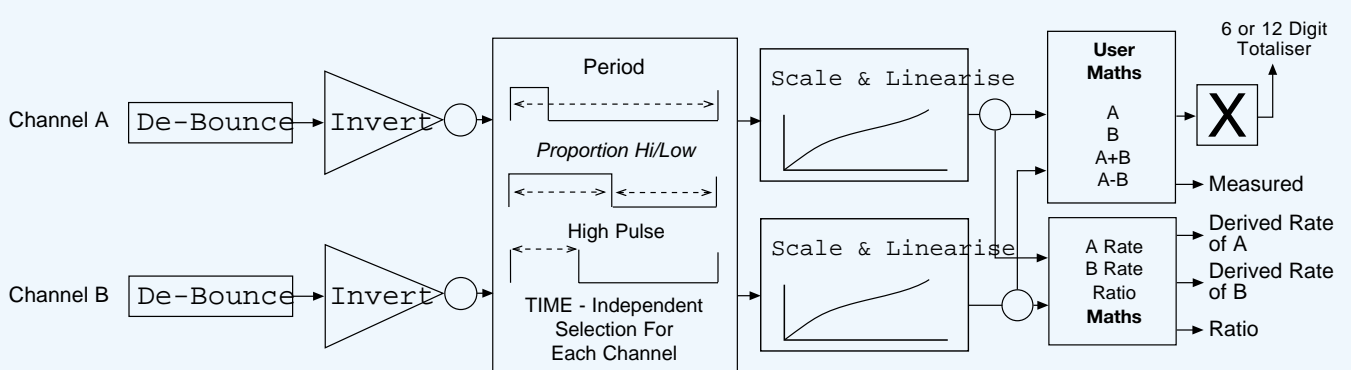 6 or 12 Digit
Totaliser
User
Maths
A
B
A+B
A-B
X
Measured
Channel A
De-Bounce
Invert
Period
Proportion Hi/Low
High Pulse
TIME - Independent
Selection For
Each Channel
Scale & Linearise
Channel B
De-Bounce
Invert
Scale & Linearise
A Rate
B Rate
Ratio
Maths
Derived Rate
of A
Derived Rate
of B
Ratio